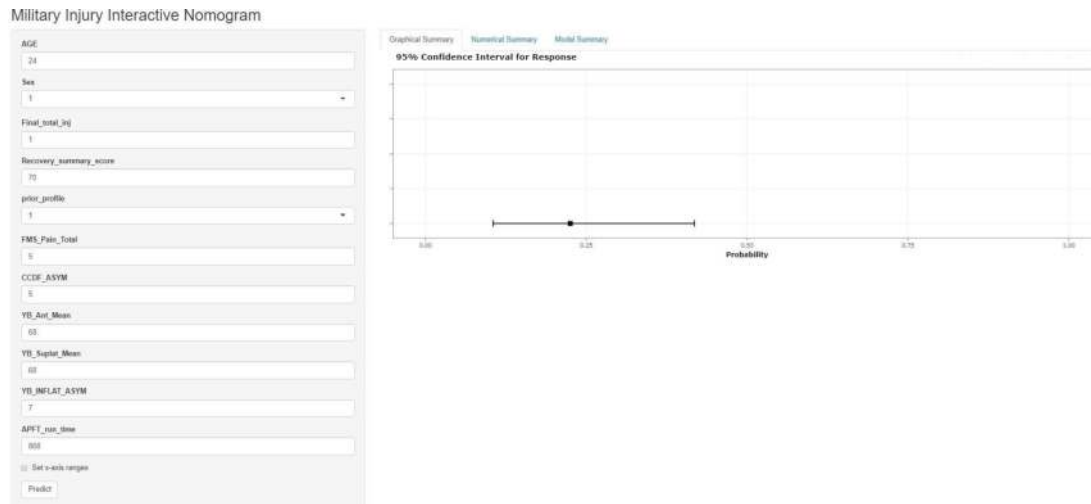 Military Injury Interactive Nomogram
AGE
24
Sex
1
Final_total_inj
1
Recovery_summary_score
70
prior_profile
1
FMS_Pain_Total
CCDF_ASYM
YB_Ant_Mean
68
YB_Suplat_Mean
68
YB_INFLAT_ASYM
7
APFT_run_time
Set x-axis ranges
Predict
Graphical Summary Numerical Summary Model Summary
95% Confidence Interval for Response
0.00 0.25 0.50 0.75 1.00
Probability